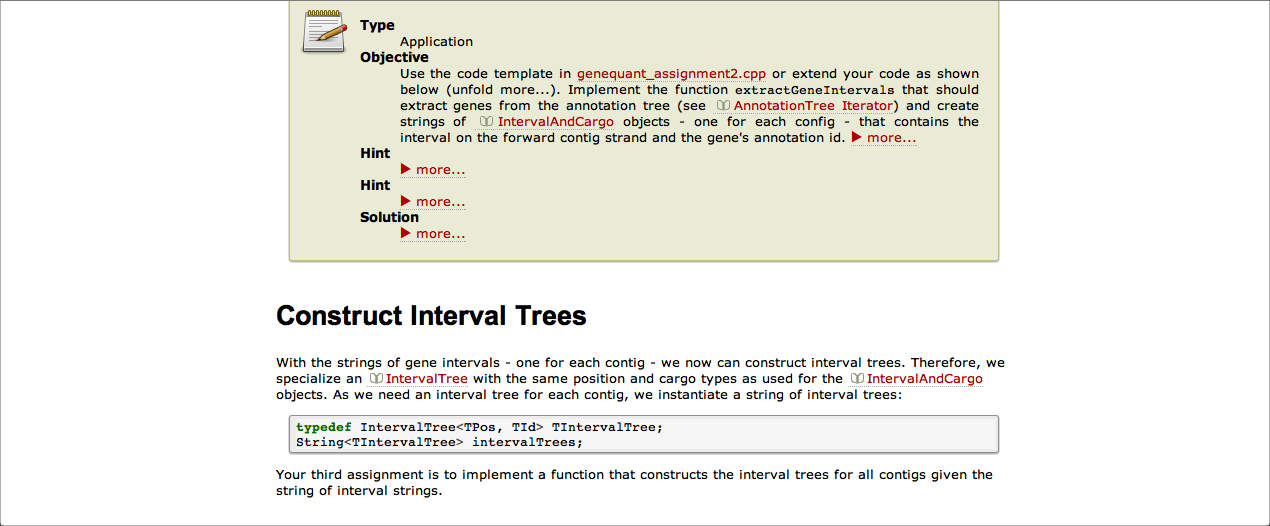 Type
Application
Objective
Use the code template in genequant_assignment2.cpp or extend your code as shown
below (unfold more...). Implement the function extractGeneIntervals that should
extract genes from the annotation tree (see AnnotationTree Iterator) and create
strings of IntervalAndCargo objects - one for each config - that contains the
interval on the forward contig strand and the gene's annotation id. ▶ more...
Hint
▶ more...
Hint
▶ more...
Solution
▶ more...
Construct Interval Trees
With the strings of gene intervals - one for each contig - we now can construct interval trees. Therefore, we
specialize an IntervalTree with the same position and cargo types as used for the IntervalAndCargo
objects. As we need an interval tree for each contig, we instantiate a string of interval trees:
typedef IntervalTree<TPos, TId> TIntervalTree;
String<TIntervalTree> intervalTrees;
Your third assignment is to implement a function that constructs the interval trees for all contigs given the
string of interval strings.